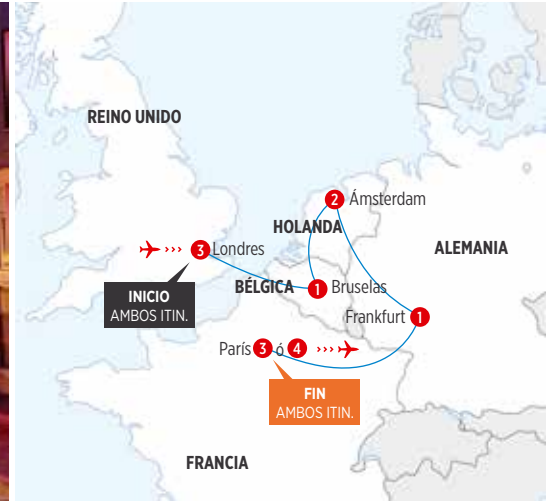 REINO UNIDO
2 Ámsterdam
HOLANDA
3 Londres
ALEMANIA
INICIO
AMBOS ITIN.
BÉLGICA
1 Bruselas
Frankfurt 1
París 3 ó 4
FIN
AMBOS ITIN.
FRANCIA